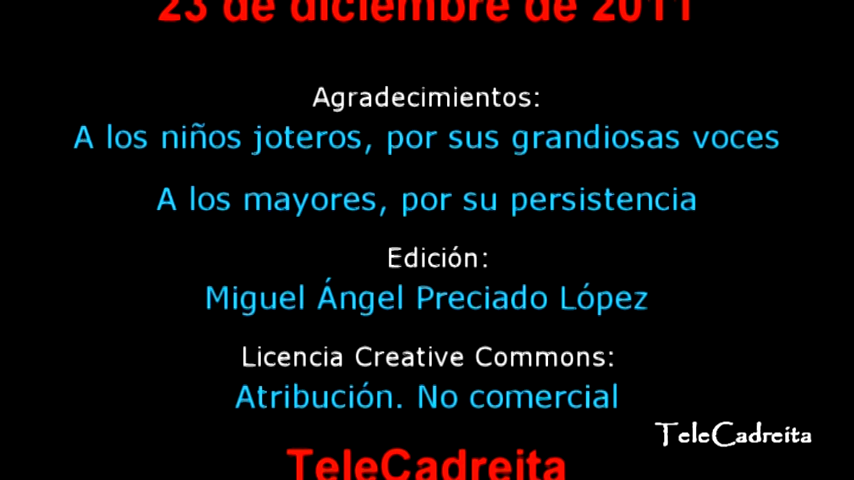 23 de diciembre de 2011
Agradecimientos:
A los niños joteros, por sus grandiosas voces
A los mayores, por su persistencia
Edición:
Miguel Ángel Preciado López
Licencia Creative Commons:
Atribución. No comercial
TeleCadreita
TeleCadreita